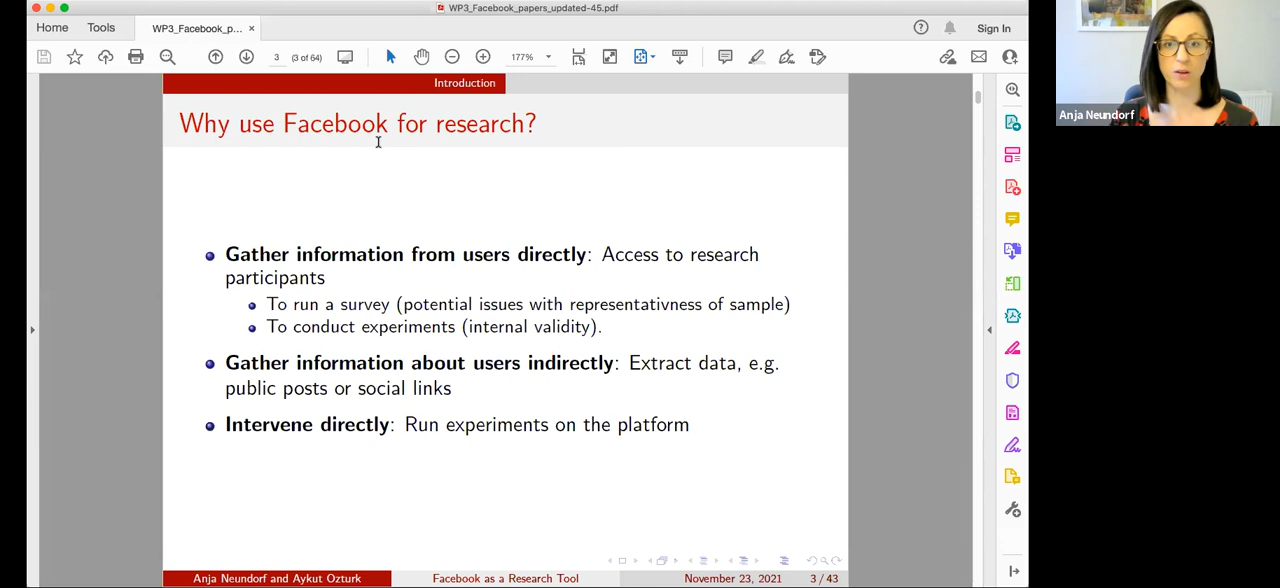 WP3_Facebook_papers_updated-45.pdf
Home Tools WP3_Facebook_p... × Sign In
3 (3 of 64) 177%
Introduction
Why use Facebook for research?
Gather information from users directly: Access to research
participants
To run a survey (potential issues with representativness of sample)
To conduct experiments (internal validity).
Gather information about users indirectly: Extract data, e.g.
public posts or social links
Intervene directly: Run experiments on the platform
Anja Neundorf and Aykut Ozturk Facebook as a Research Tool November 23, 2021 3 / 43
Anja Neundorf